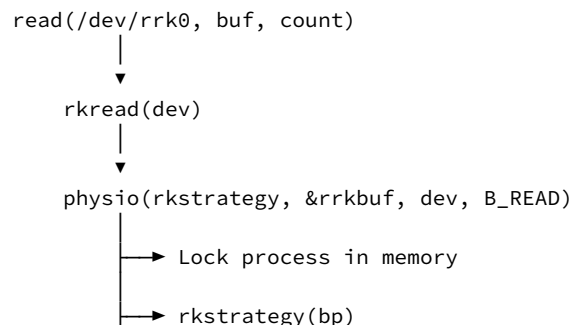 read(/dev/rrk0, buf, count)
rkread(dev)
physio(rkstrategy, &rrkbuf, dev, B_READ)
Lock process in memory
rkstrategy(bp)